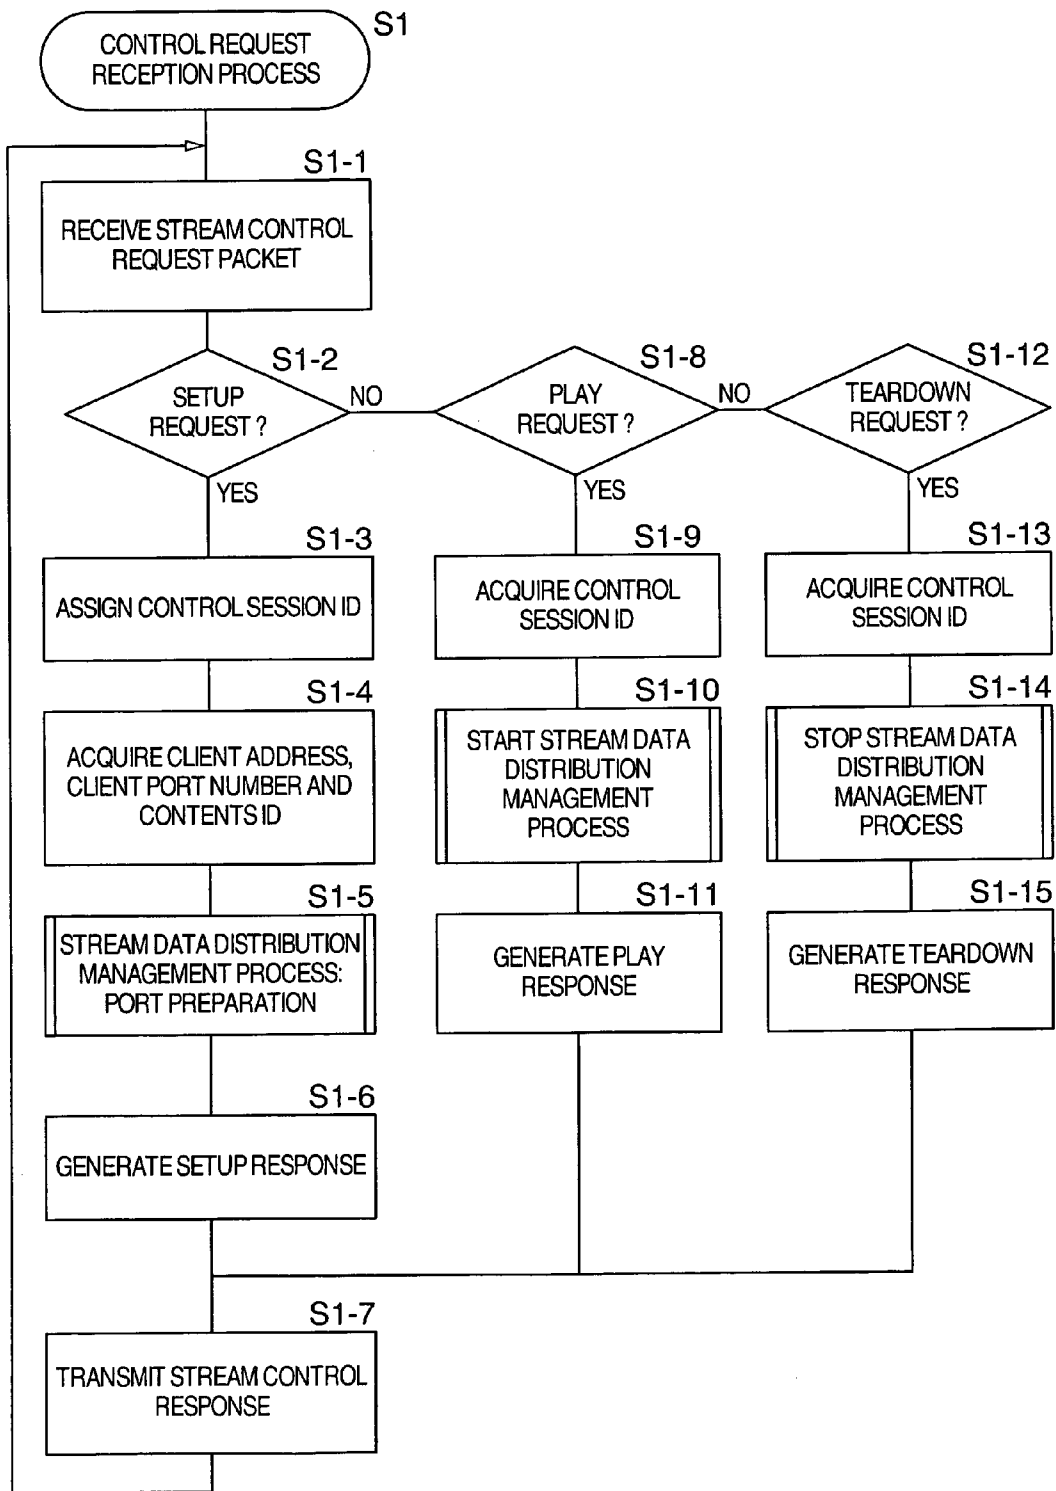 CONTROL REQUEST
RECEPTION PROCESS
S1
S1-1
RECEIVE STREAM CONTROL
REQUEST PACKET
S1-2
SETUP
REQUEST ?
NO
YES
S1-8
PLAY
REQUEST ?
NO
YES
S1-12
TEARDOWN
REQUEST ?
YES
S1-3
ASSIGN CONTROL SESSION ID
S1-9
ACQUIRE CONTROL
SESSION ID
S1-13
ACQUIRE CONTROL
SESSION ID
S1-4
ACQUIRE CLIENT ADDRESS,
CLIENT PORT NUMBER AND
CONTENTS ID
S1-10
START STREAM DATA
DISTRIBUTION
MANAGEMENT
PROCESS
S1-14
STOP STREAM DATA
DISTRIBUTION
MANAGEMENT
PROCESS
S1-5
STREAM DATA DISTRIBUTION
MANAGEMENT PROCESS:
PORT PREPARATION
S1-11
GENERATE PLAY
RESPONSE
S1-15
GENERATE TEARDOWN
RESPONSE
S1-6
GENERATE SETUP RESPONSE
S1-7
TRANSMIT STREAM CONTROL
RESPONSE